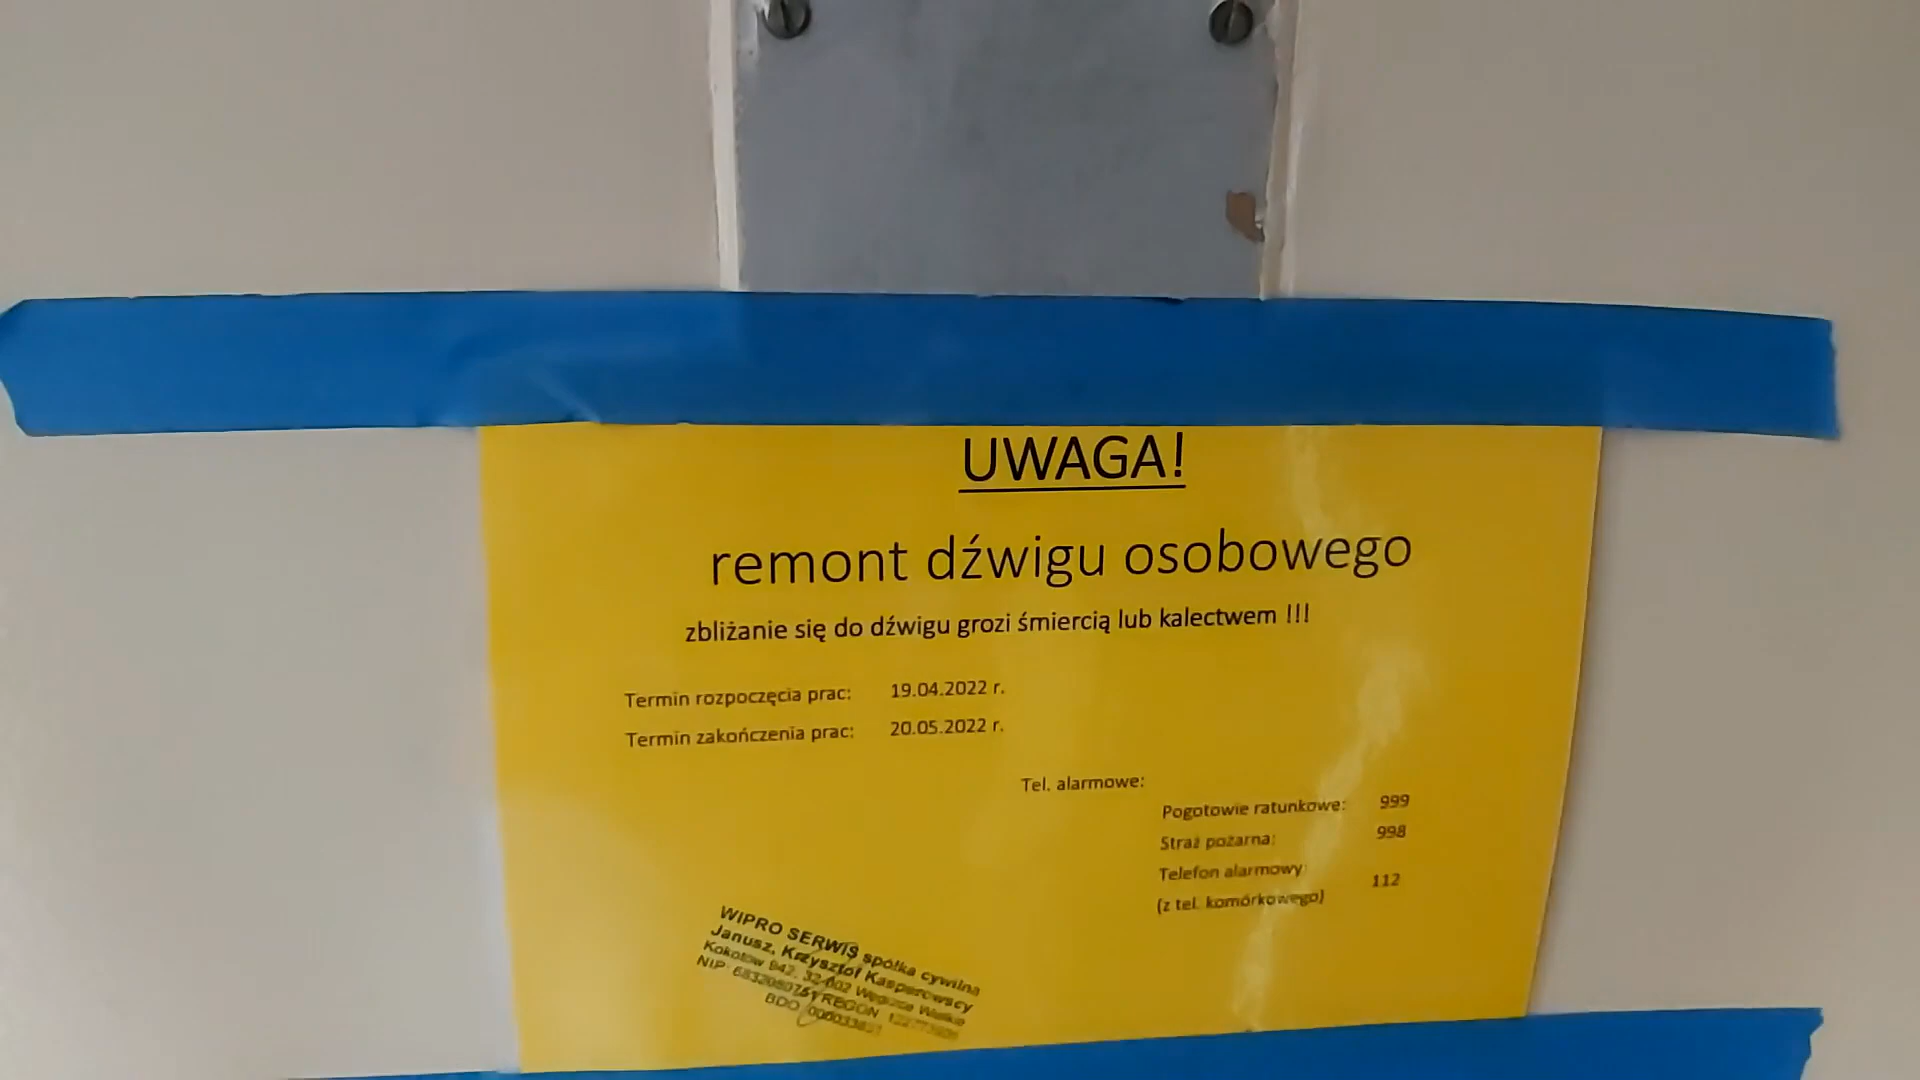 UWAGA!
remont dźwigu osobowego
zbliżanie się do dźwigu grozi śmiercią lub kalectwem !!!
Termin rozpoczęcia prac: 19.04.2022 r.
Termin zakończenia prac: 20.05.2022 r.
Tel. alarmowe:
Pogotowie ratunkowe: 999
Straż pożarna: 998
Telefon alarmowy 112
(z tel. komórkowego)
WIPRO SERWIS spółka cywilna
Janusz, Krzysztof Kasperowscy
Kokotów 942, 32-002 Węgrzce Wielkie
NIP REGON
BDO